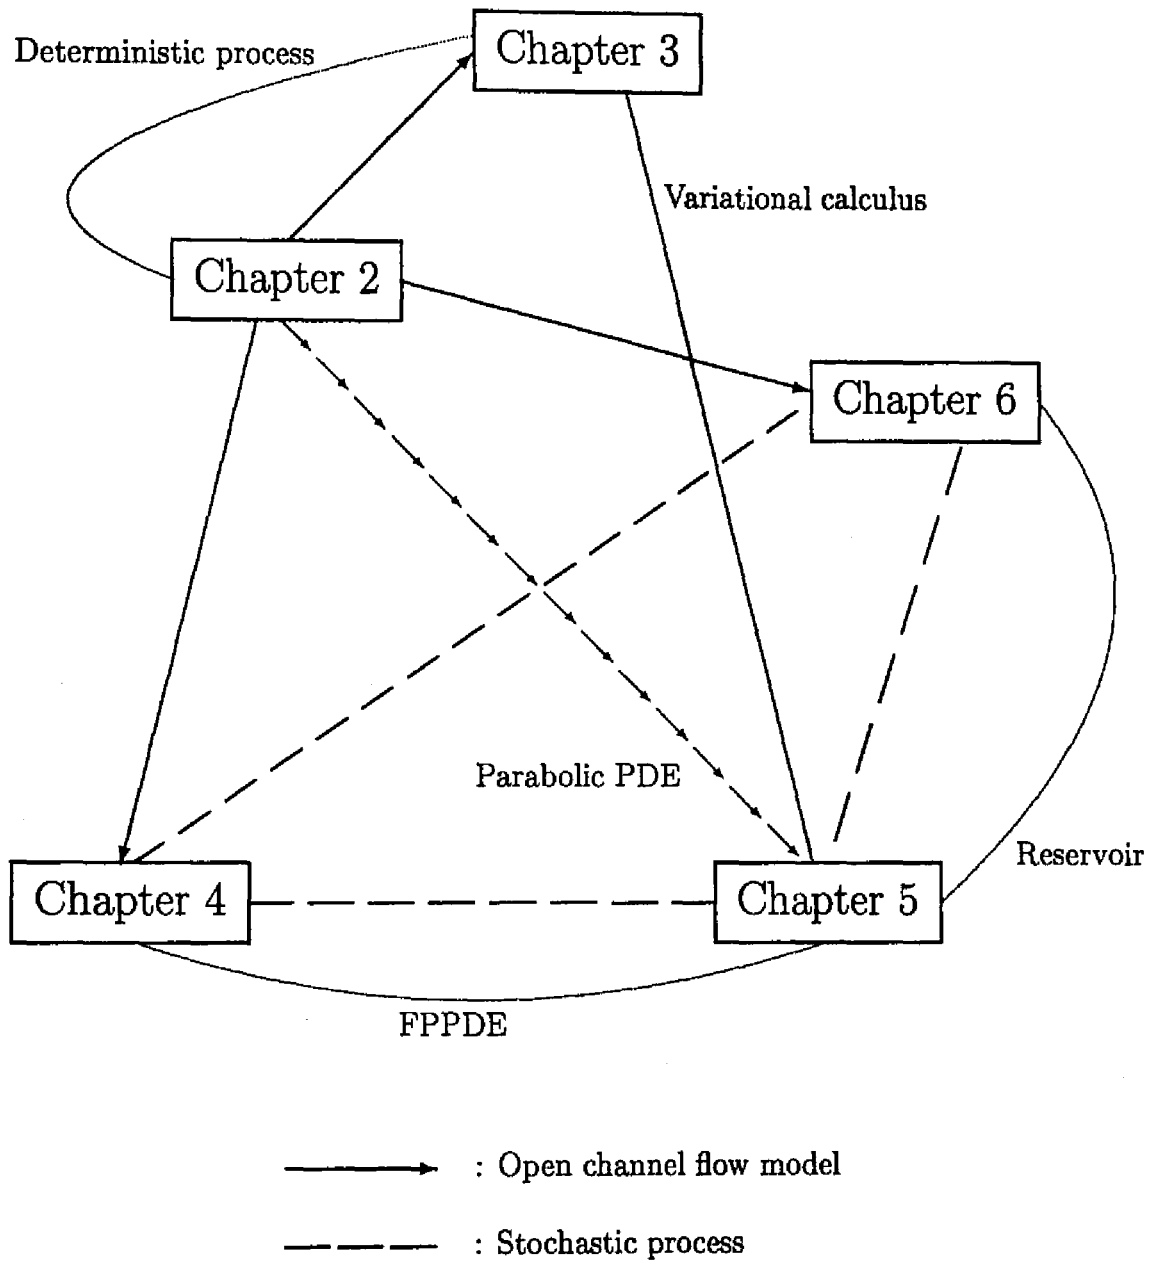 Chapter 3
Deterministic process
Variational calculus
Chapter 2
Chapter 6
Parabolic PDE
Reservoir
Chapter 4
Chapter 5
FPPDE
: Open channel flow model
: Stochastic process